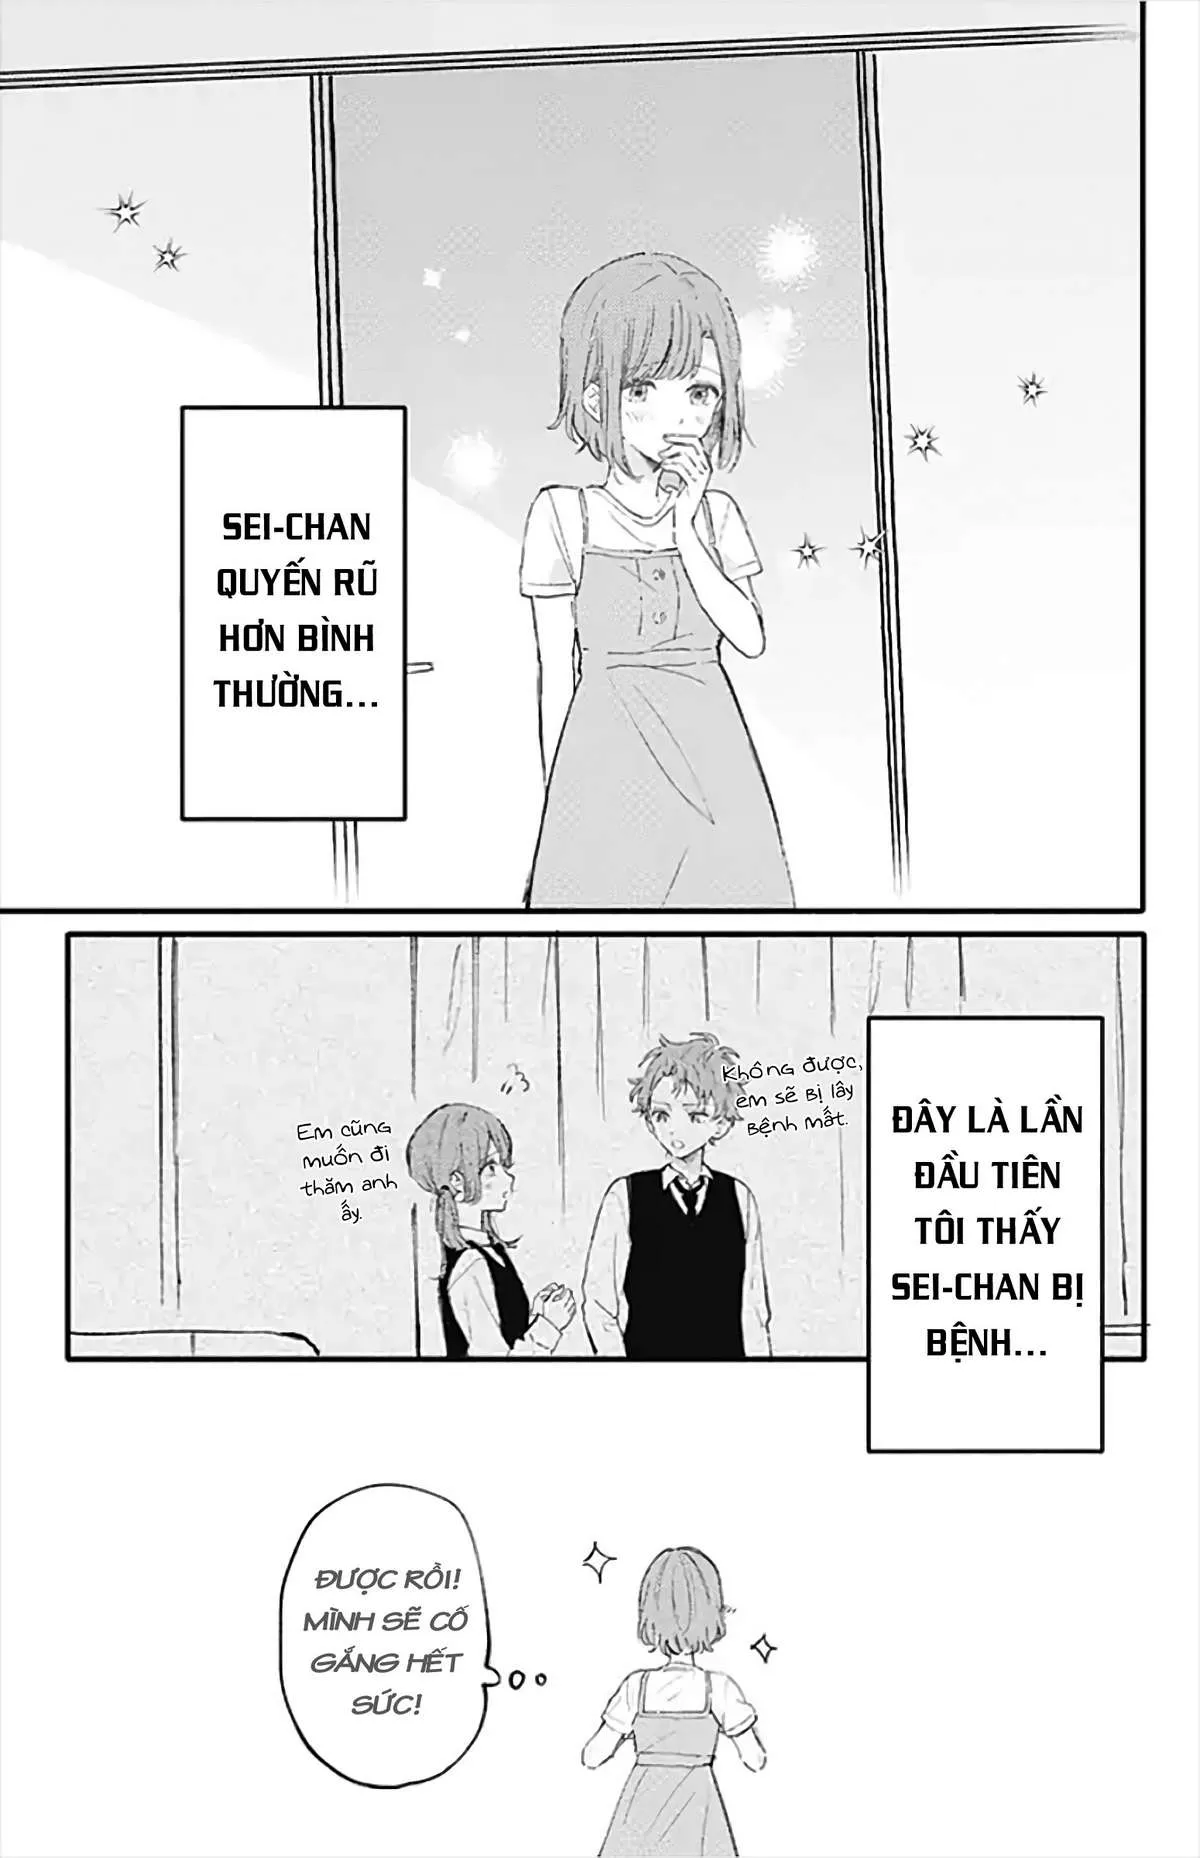 SEI-CHAN
QUYẾN RŨ
HƠN BÌNH
THƯỜNG...
Không được,
em sẽ bị lây
bệnh mất.
Em cũng
muốn đi
thăm anh
ấy.
ĐÂY LÀ LẦN
ĐẦU TIÊN
TÔI THẤY
SEI-CHAN BỊ
BỆNH...
ĐƯỢC RỒI!
MÌNH SẼ CỐ
GẮNG HẾT
SỨC!